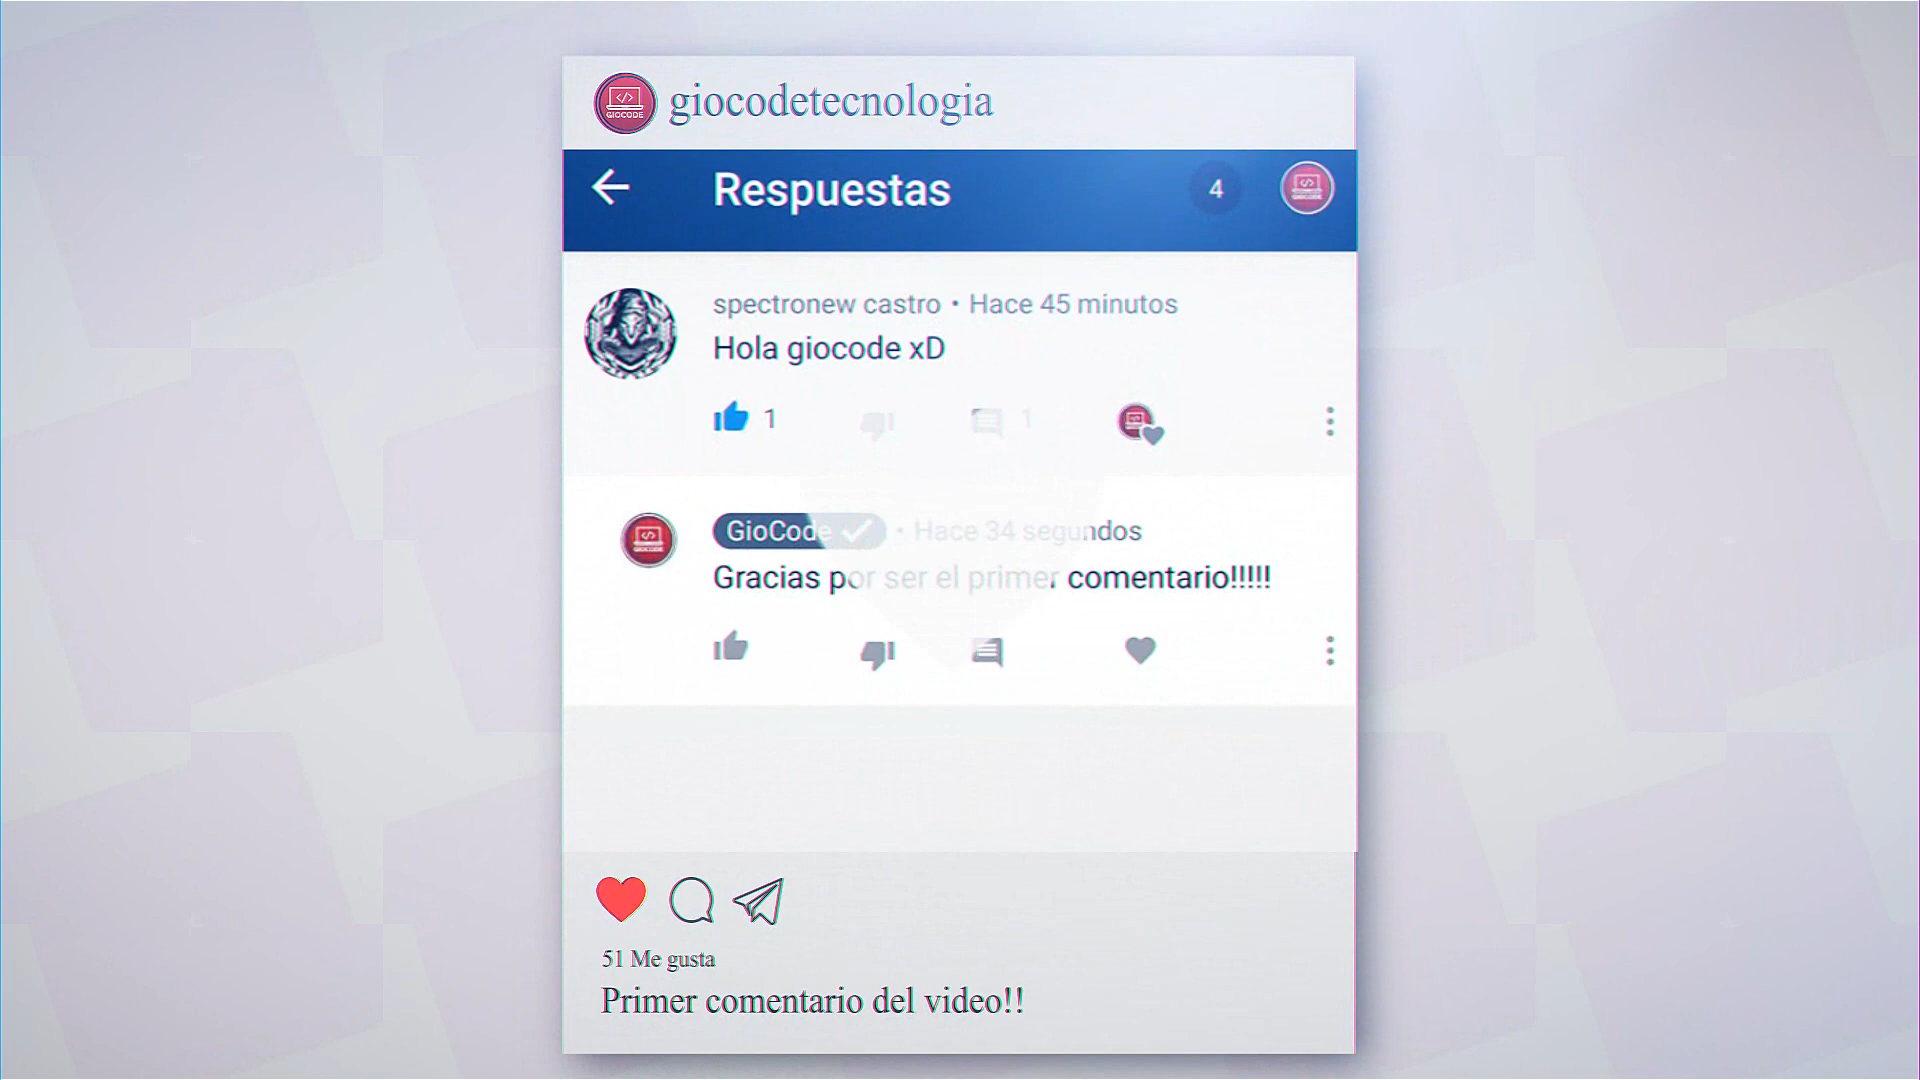 GIOCODE
giocodetecnologia
Respuestas
4
spectronew castro • Hace 45 minutos
Hola giocode xD
1
1
GioCode • Hace 34 segundos
Gracias por ser el primer comentario!!!!!
51 Me gusta
Primer comentario del video!!